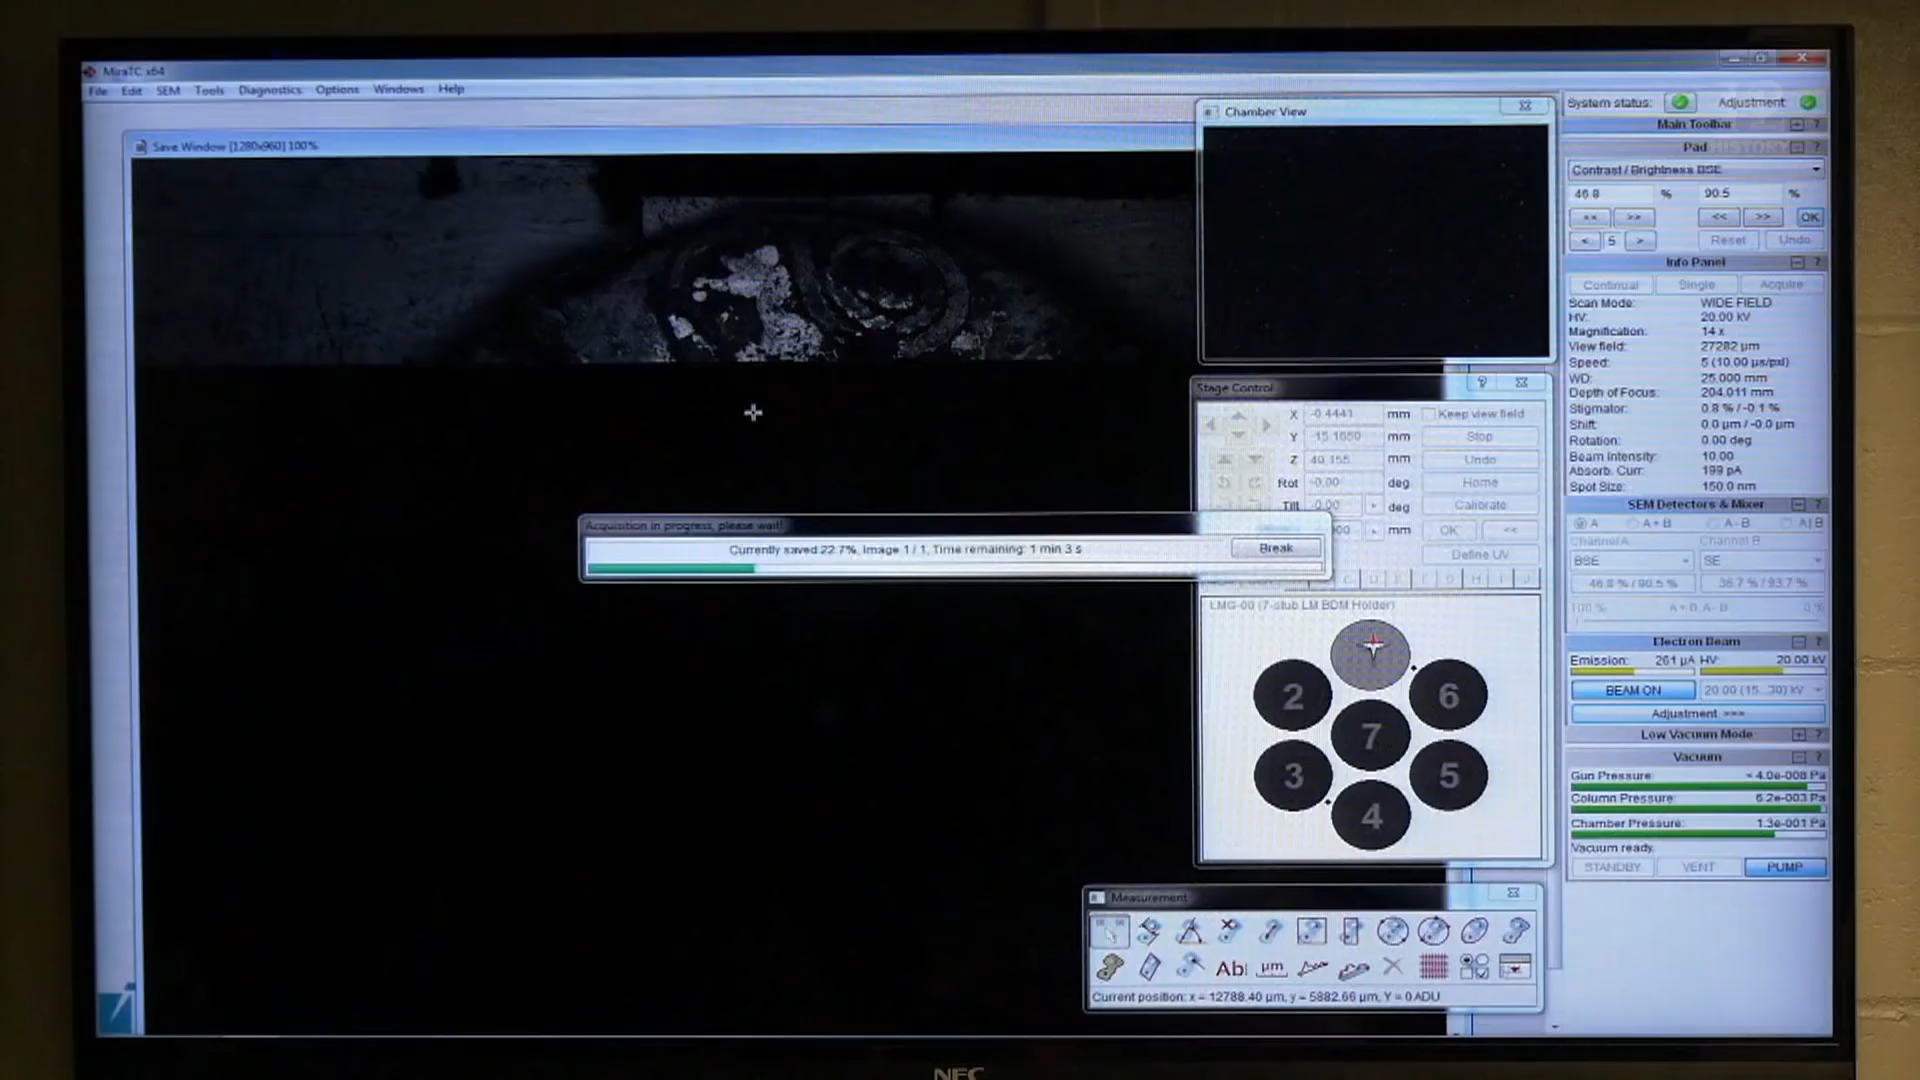 MiraTC x64
File Edit SEM Tools Diagnostics Options Windows Help
Save Window [1280x960] 100%
Acquisition in progress, please wait!
Currently saved 22.7%, Image 1 / 1, Time remaining: 1 min 3 s
Break
Chamber View
Stage Control
X -0.4441 mm Keep view field
Y -15.1650 mm Stop
Z 40.155 mm Undo
Rot -0.00 deg Home
Tilt -0.00 deg Calibrate
mm OK <<
Define UV
LMG-00 (7-stub LM BDM Holder)
2
6
7
3
5
4
Measurement
Abl µm
Current position: x = 12788.40 µm, y = 5882.66 µm, Y = 0 ADU
System status: Adjustment:
Main Toolbar
Pad
Contrast / Brightness BSE
46.8 % 90.5 %
<< >> << >> OK
< 5 > Reset Undo
Info Panel
Continual Single Acquire
Scan Mode: WIDE FIELD
HV: 20.00 kV
Magnification: 14 x
View field: 27282 µm
Speed: 5 (10.00 µs/pxl)
WD: 25.000 mm
Depth of Focus: 204.011 mm
Stigmator: 0.8 % / -0.1 %
Shift: 0.0 µm / -0.0 µm
Rotation: 0.00 deg
Beam Intensity: 10.00
Absorb. Curr: 199 pA
Spot Size: 150.0 nm
SEM Detectors & Mixer
A A + B A - B A | B
Channel A Channel B
BSE SE
46.8 % / 90.5 % 36.7 % / 93.7 %
100 % A + D, A - B 0 %
Electron Beam
Emission: 261 µA HV: 20.00 kV
BEAM ON 20.00 (15...30) kV
Adjustment >>>
Low Vacuum Mode
Vacuum
Gun Pressure: < 4.0e-008 Pa
Column Pressure: 6.2e-003 Pa
Chamber Pressure: 1.3e-001 Pa
Vacuum ready.
STANDBY VENT PUMP
NEC